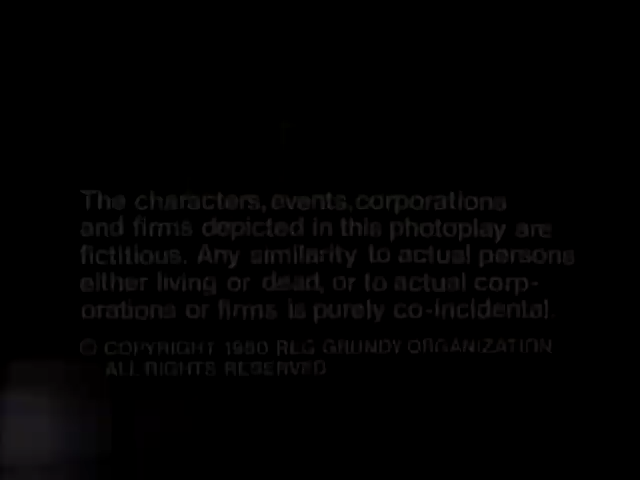 The characters, events, corporations
and firms depicted in this photoplay are
fictitious. Any similarity to actual persons
either living or dead, or to actual corp-
orations or firms is purely co-incidental.
© COPYRIGHT 1980 REG GRUNDY ORGANIZATION
ALL RIGHTS RESERVED